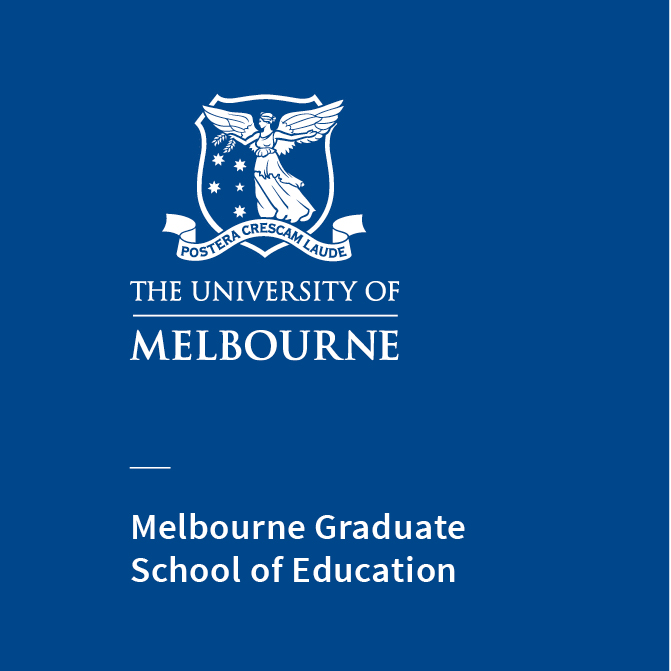 POSTERA CRESCAM LAUDE
THE UNIVERSITY OF
MELBOURNE
Melbourne Graduate
School of Education